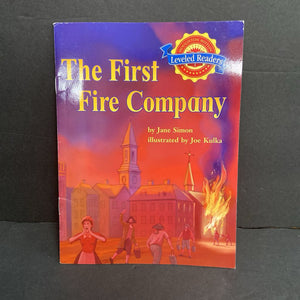 Leveled Readers
The First
Fire Company
by Jane Simon
illustrated by Joe Kulka